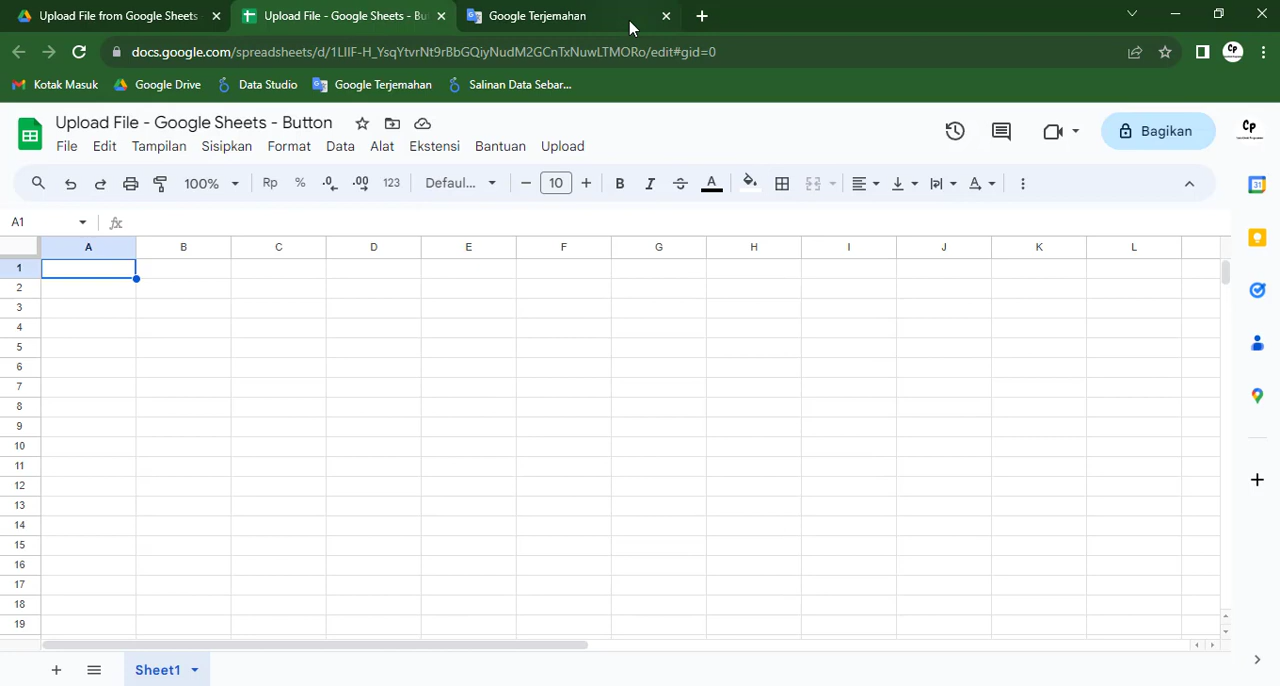 Upload File from Google Sheets
Upload File - Google Sheets - Bu
Google Terjemahan
docs.google.com/spreadsheets/d/1LIIF-H_YsqYtvrNt9rBbGQiyNudM2GCnTxNuwLTMORo/edit#gid=0
Cp
Kotak Masuk
Google Drive
Data Studio
Google Terjemahan
Salinan Data Sebar...
Upload File - Google Sheets - Button
File Edit Tampilan Sisipkan Format Data Alat Ekstensi Bantuan Upload
Bagikan
Cp
100% Rp % .0 .00 123 Defaul... 10 B I A A
A1 fx
A B C D E F G H I J K L
1
2
3
4
5
6
7
8
9
10
11
12
13
14
15
16
17
18
19
Sheet1
31